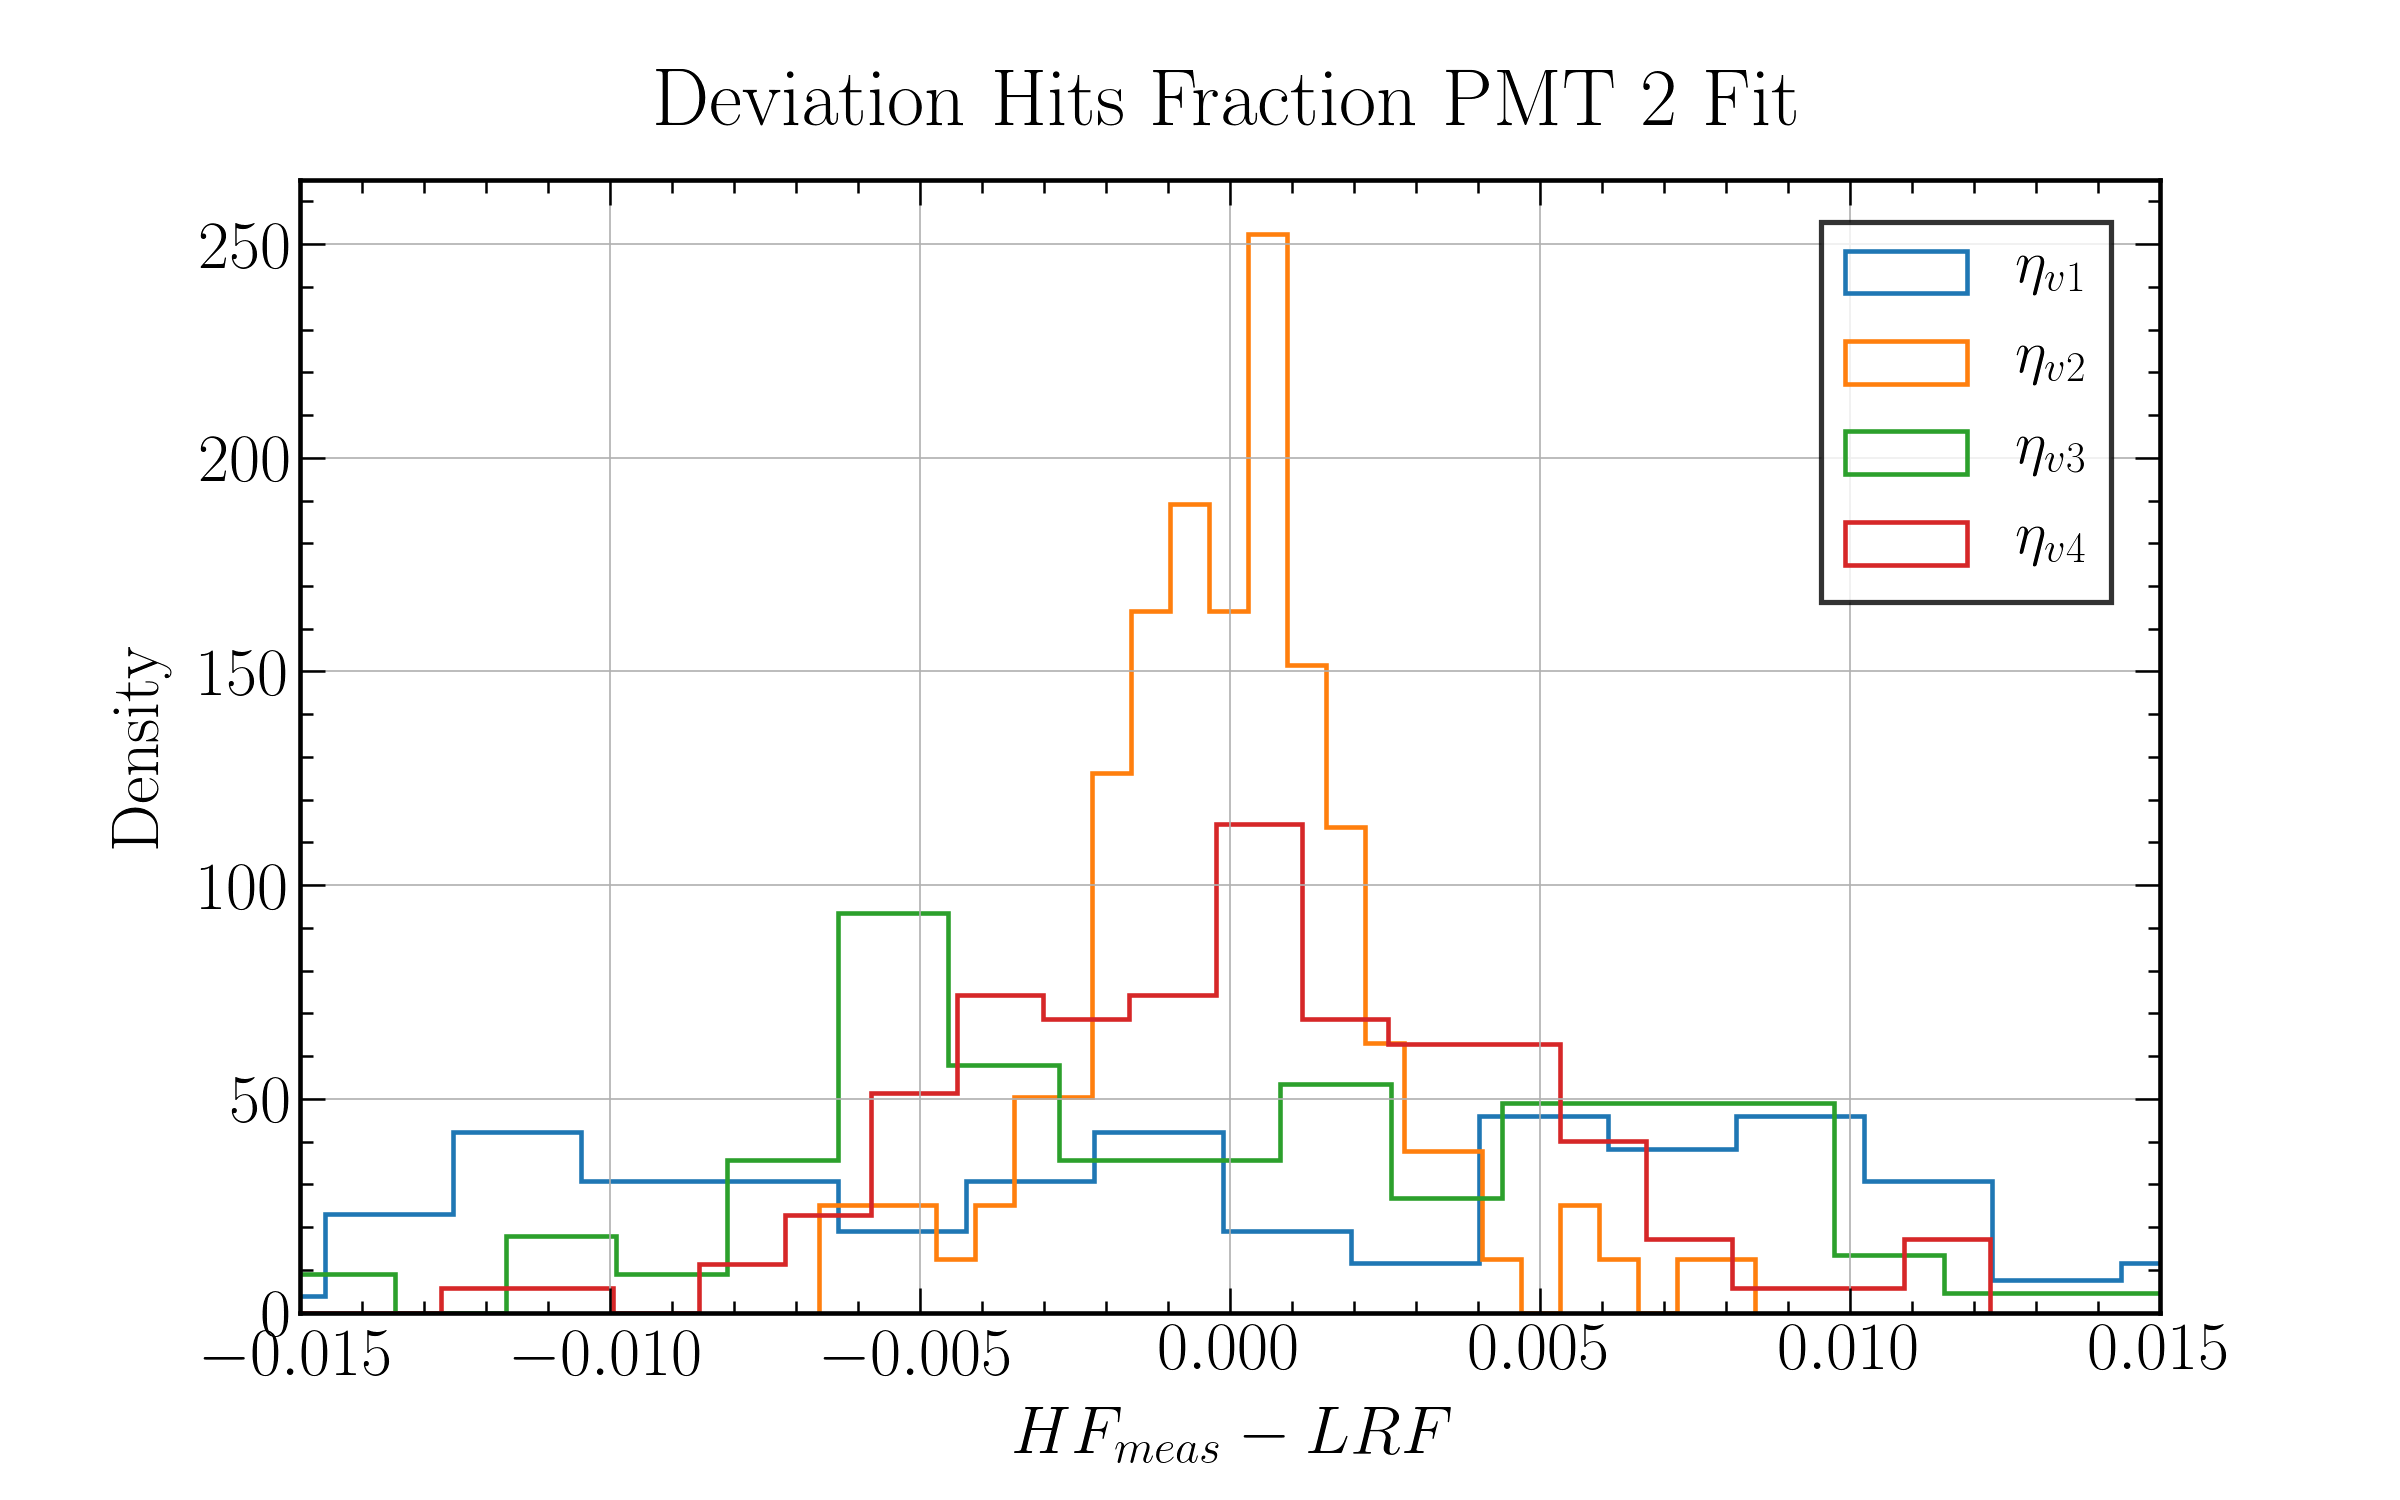 Deviation Hits Fraction PMT 2 Fit
Density
250
200
150
100
50
0
−0.015 −0.010 −0.005 0.000 0.005 0.010 0.015
HF_meas − LRF
η_v1
η_v2
η_v3
η_v4